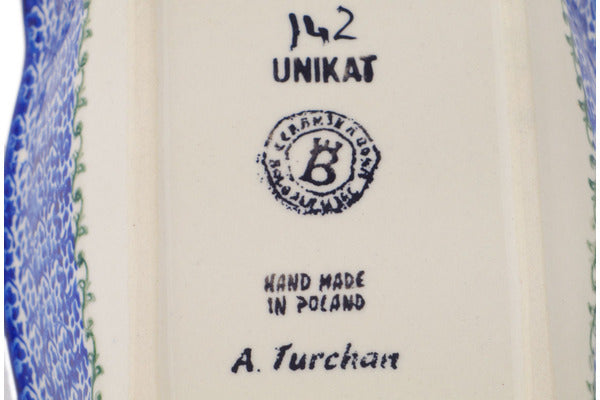 142
UNIKAT
B
HAND MADE
IN POLAND
A. Turchan